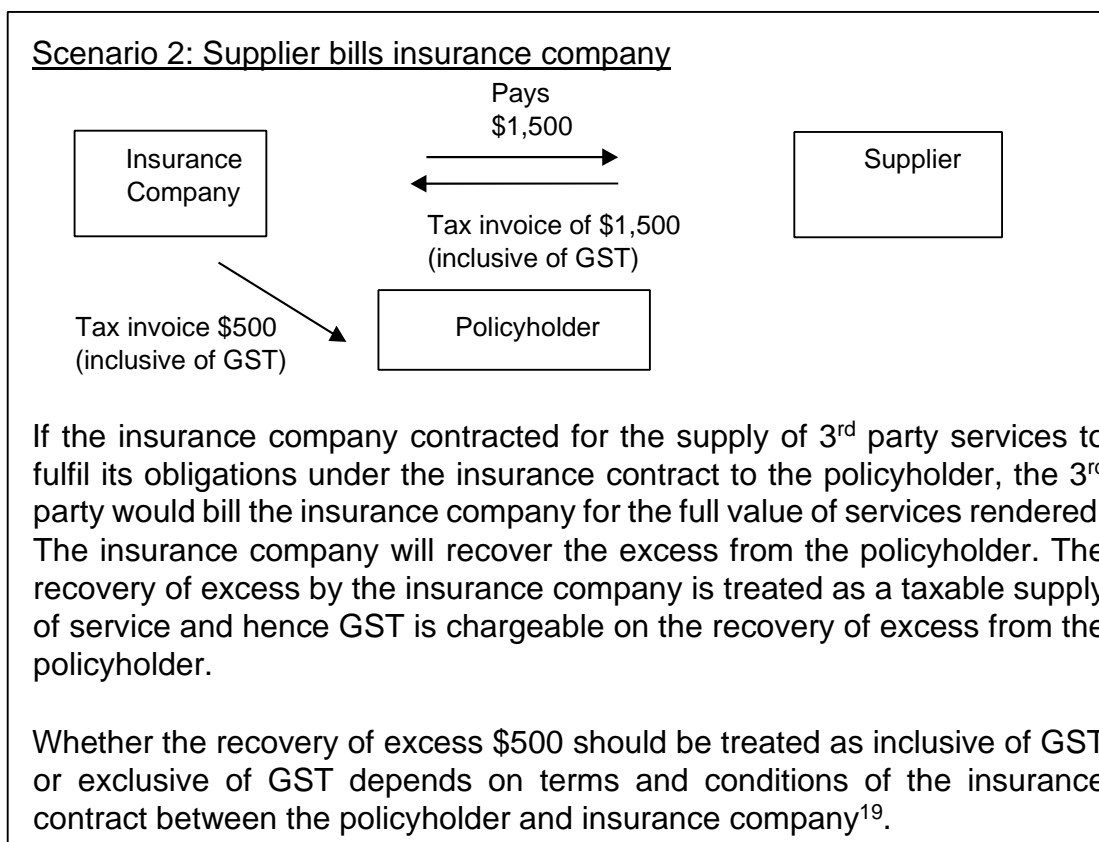 Scenario 2: Supplier bills insurance company
Pays
$1,500
Insurance
Company
Supplier
Tax invoice of $1,500
(inclusive of GST)
Tax invoice $500
(inclusive of GST)
Policyholder
If the insurance company contracted for the supply of 3rd party services to
fulfil its obligations under the insurance contract to the policyholder, the 3rd
party would bill the insurance company for the full value of services rendered.
The insurance company will recover the excess from the policyholder. The
recovery of excess by the insurance company is treated as a taxable supply
of service and hence GST is chargeable on the recovery of excess from the
policyholder.
Whether the recovery of excess $500 should be treated as inclusive of GST
or exclusive of GST depends on terms and conditions of the insurance
contract between the policyholder and insurance company19.